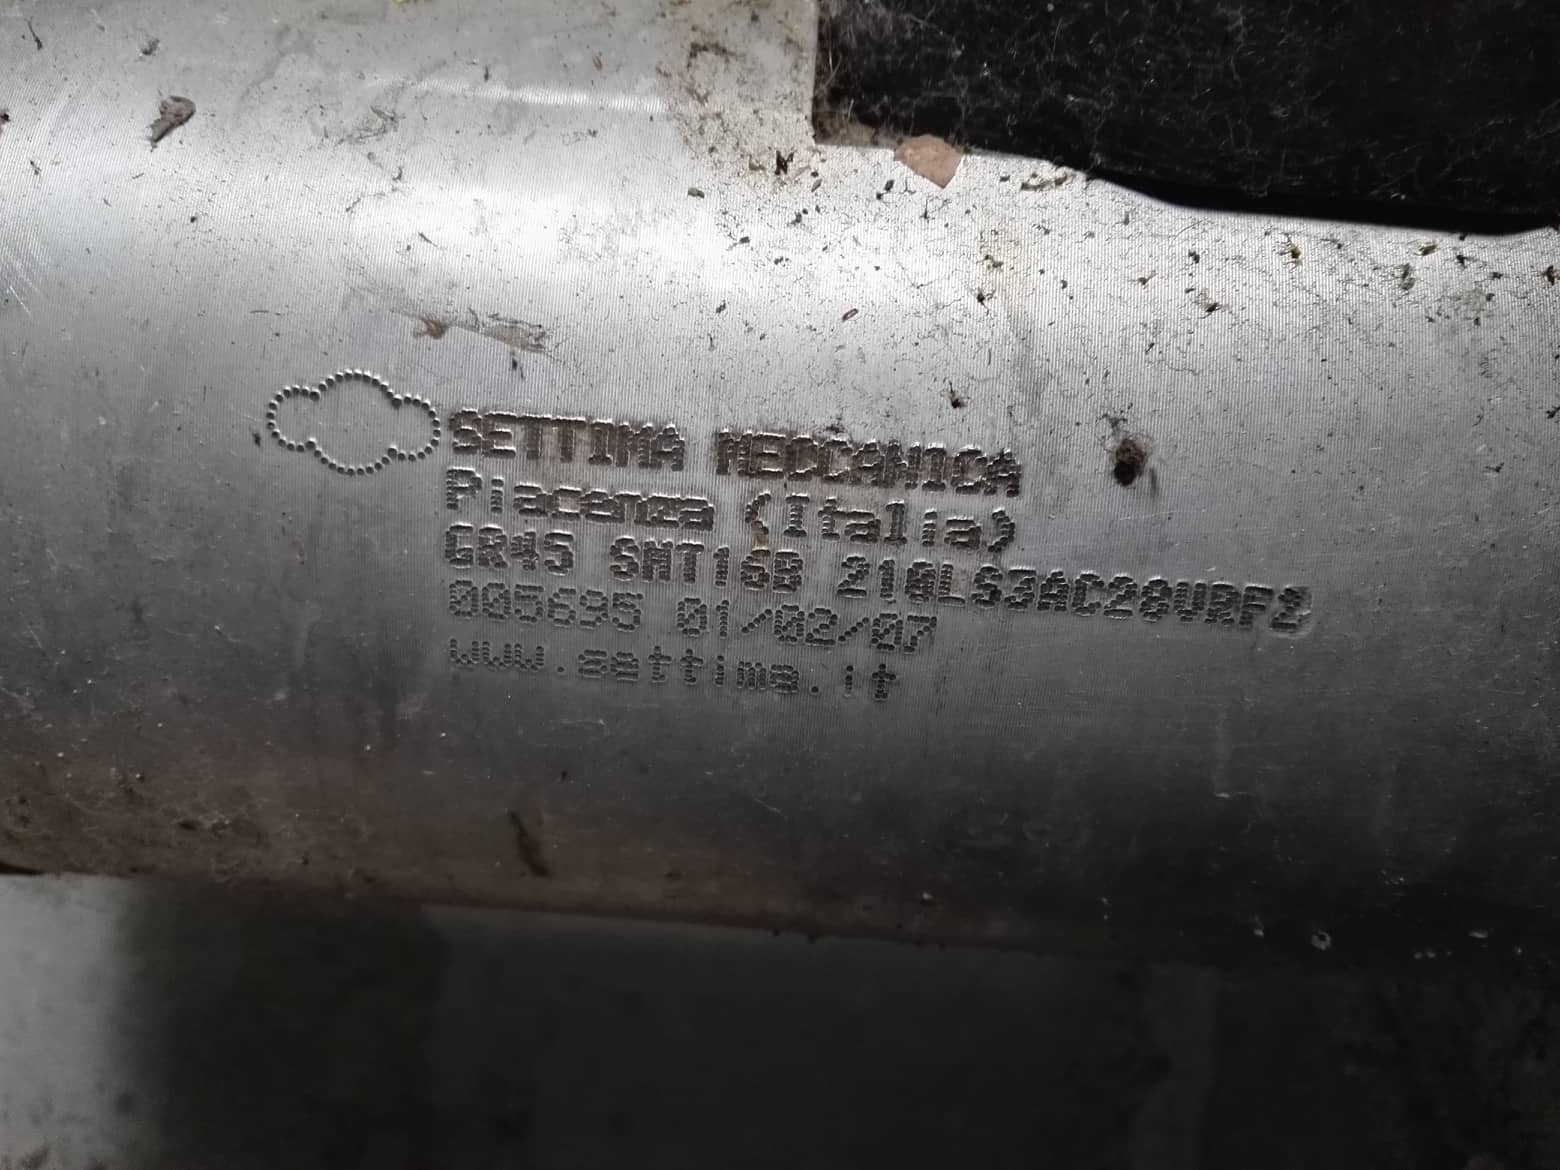 SETTIMA MECCANICA
Piacenza (Italia)
GR45 SMT16B 210LS3AC28VRF2
005695 01/02/07
www.settima.it